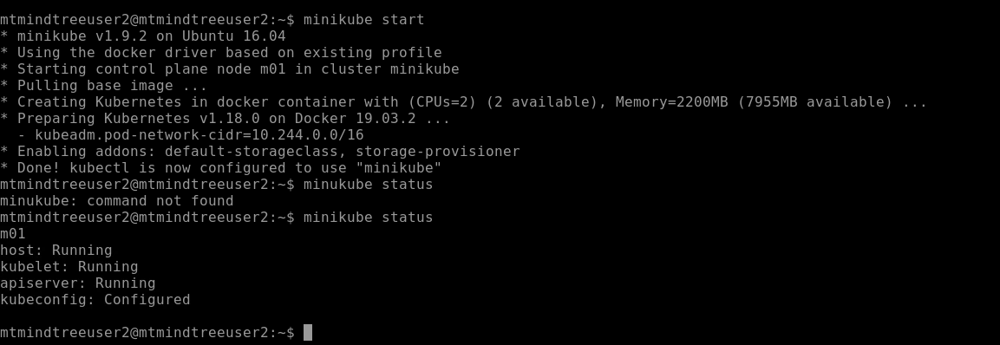 mtmindtreeuser2@mtmindtreeuser2:~$ minikube start
* minikube v1.9.2 on Ubuntu 16.04
* Using the docker driver based on existing profile
* Starting control plane node m01 in cluster minikube
* Pulling base image ...
* Creating Kubernetes in docker container with (CPUs=2) (2 available), Memory=2200MB (7955MB available) ...
* Preparing Kubernetes v1.18.0 on Docker 19.03.2 ...
  - kubeadm.pod-network-cidr=10.244.0.0/16
* Enabling addons: default-storageclass, storage-provisioner
* Done! kubectl is now configured to use "minikube"
mtmindtreeuser2@mtmindtreeuser2:~$ minukube status
minukube: command not found
mtmindtreeuser2@mtmindtreeuser2:~$ minikube status
m01
host: Running
kubelet: Running
apiserver: Running
kubeconfig: Configured
mtmindtreeuser2@mtmindtreeuser2:~$